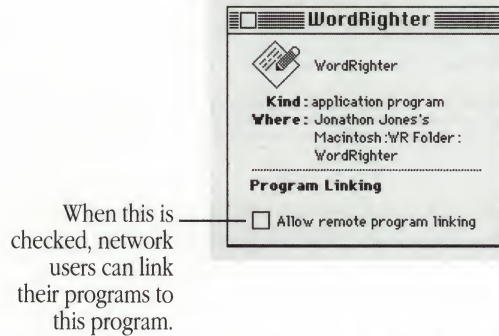 WordRighter
WordRighter
Kind: application program
Where: Jonathon Jones's
Macintosh:WR Folder:
WordRighter
Program Linking
Allow remote program linking
When this is
checked, network
users can link
their programs to
this program.